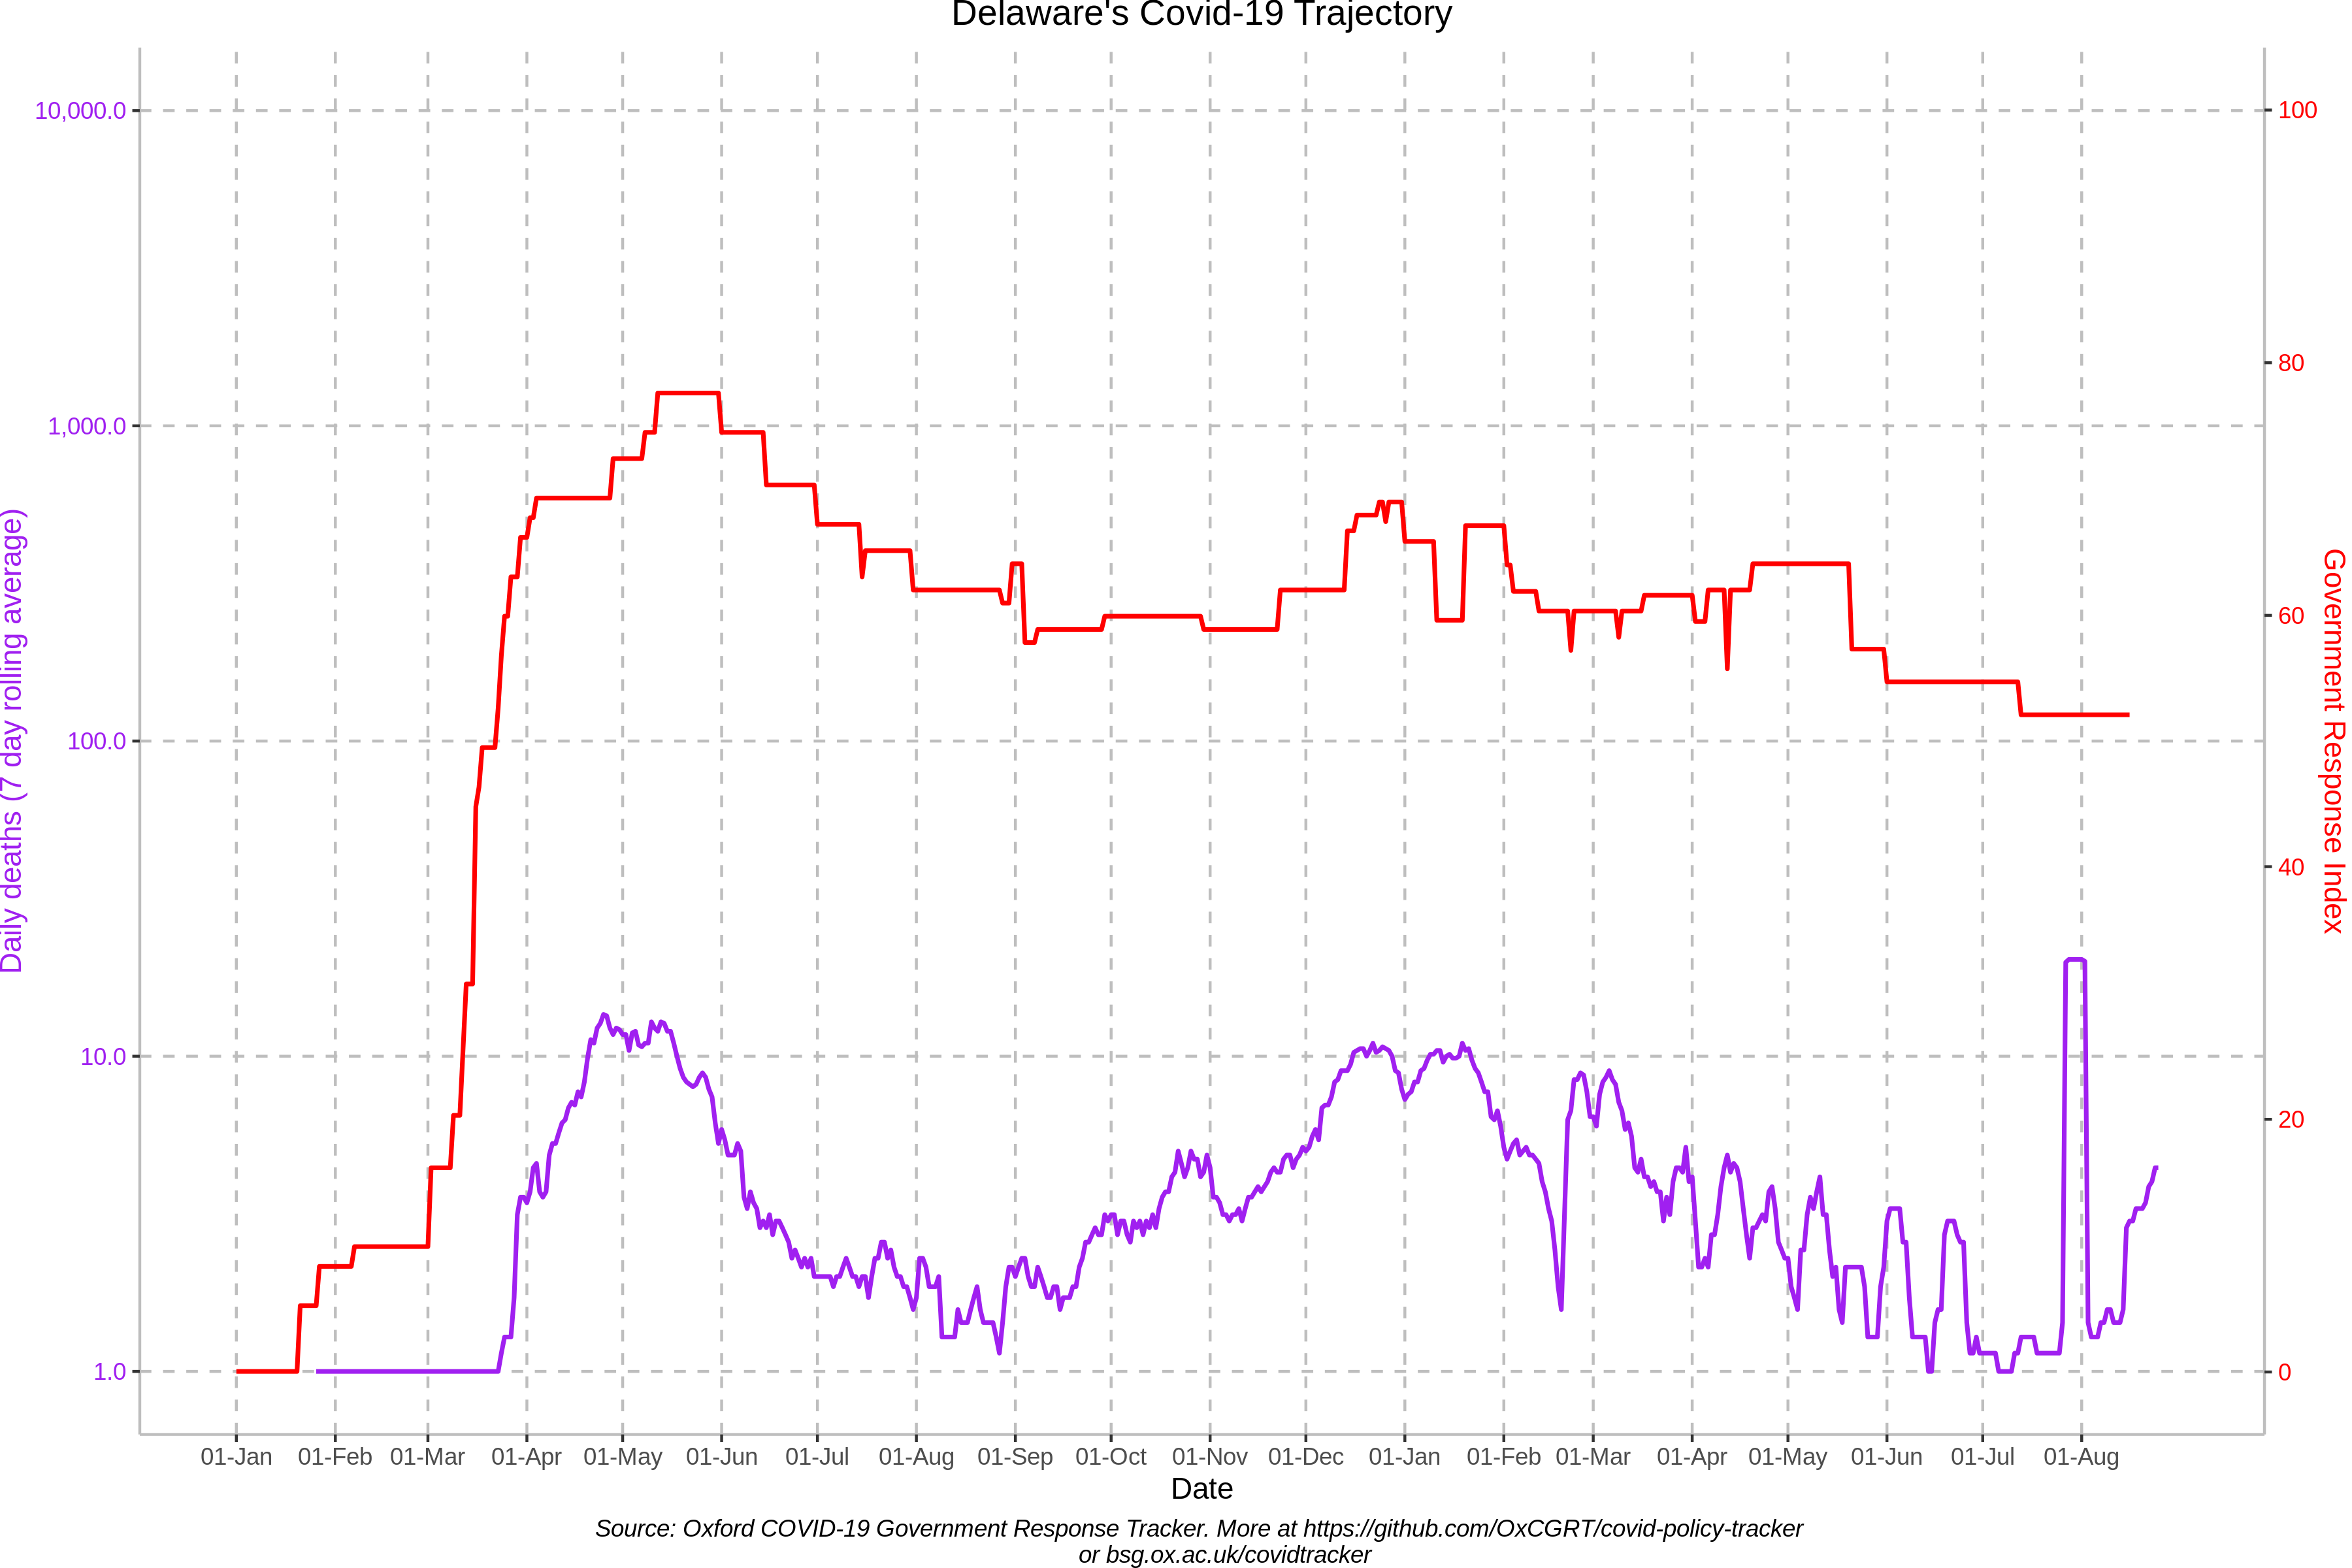 Delaware's Covid-19 Trajectory
10,000.0
1,000.0
100.0
10.0
1.0
Daily deaths (7 day rolling average)
100
80
60
40
20
0
Government Response Index
01-Jan 01-Feb 01-Mar 01-Apr 01-May 01-Jun 01-Jul 01-Aug 01-Sep 01-Oct 01-Nov 01-Dec 01-Jan 01-Feb 01-Mar 01-Apr 01-May 01-Jun 01-Jul 01-Aug
Date
Source: Oxford COVID-19 Government Response Tracker. More at https://github.com/OxCGRT/covid-policy-tracker
or bsg.ox.ac.uk/covidtracker